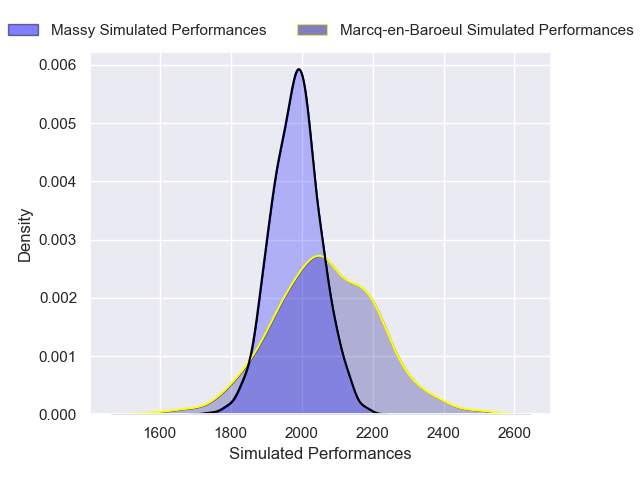 Massy Simulated Performances
Marcq-en-Baroeul Simulated Performances
0.006
0.005
0.004
0.003
0.002
0.001
0.000
Density
1600 1800 2000 2200 2400 2600
Simulated Performances